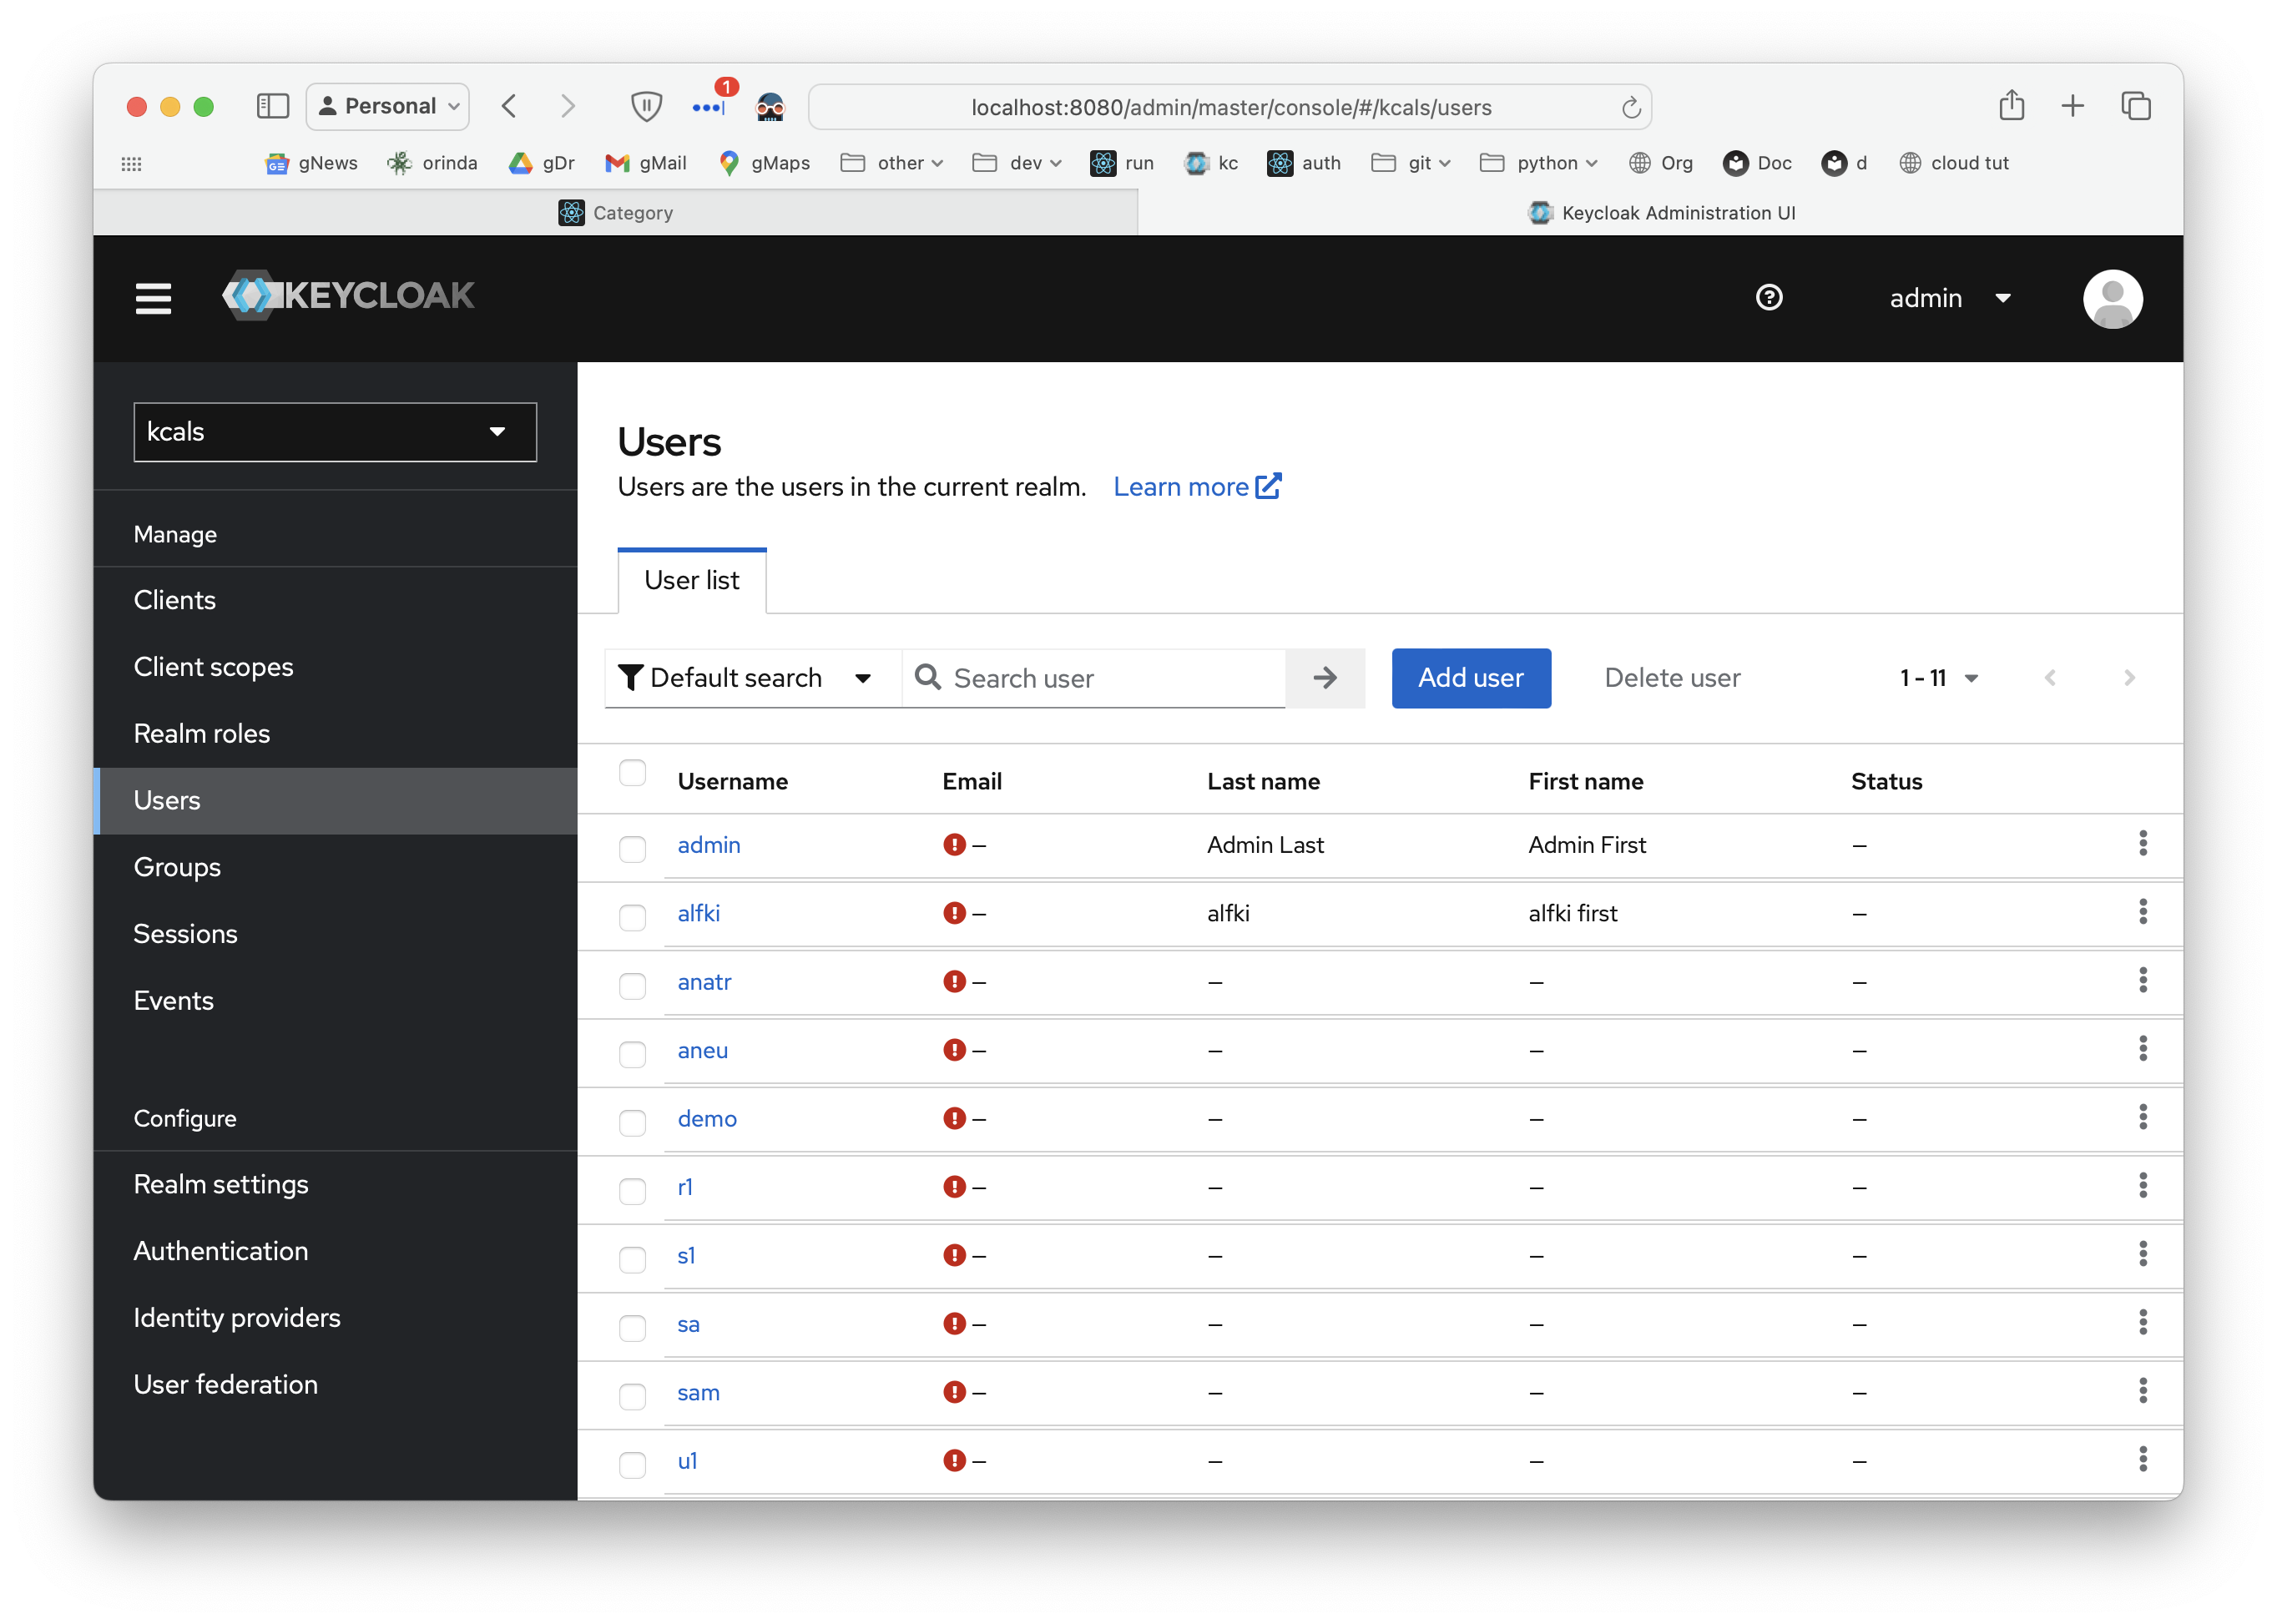 1
Personal
localhost:8080/admin/master/console/#/kcals/users
gNews orinda gDr gMail gMaps other dev run kc auth git python Org Doc d cloud tut
Category
Keycloak Administration UI
KEYCLOAK
admin
kcals
Manage
Clients
Client scopes
Realm roles
Users
Groups
Sessions
Events
Configure
Realm settings
Authentication
Identity providers
User federation
Users
Users are the users in the current realm. Learn more
User list
Default search Search user Add user Delete user 1 - 11
Username Email Last name First name Status
admin – Admin Last Admin First –
alfki – alfki alfki first –
anatr – – – –
aneu – – – –
demo – – – –
r1 – – – –
s1 – – – –
sa – – – –
sam – – – –
u1 – – – –